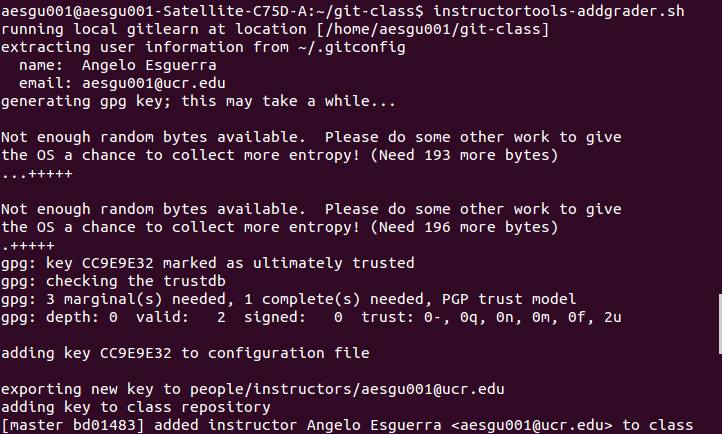 aesgu001@aesgu001-Satellite-C75D-A:~/git-class$ instructortools-addgrader.sh
running local gitlearn at location [/home/aesgu001/git-class]
extracting user information from ~/.gitconfig
  name:  Angelo Esguerra
  email: aesgu001@ucr.edu
generating gpg key; this may take a while...

Not enough random bytes available.  Please do some other work to give
the OS a chance to collect more entropy! (Need 193 more bytes)
...+++++

Not enough random bytes available.  Please do some other work to give
the OS a chance to collect more entropy! (Need 196 more bytes)
.+++++
gpg: key CC9E9E32 marked as ultimately trusted
gpg: checking the trustdb
gpg: 3 marginal(s) needed, 1 complete(s) needed, PGP trust model
gpg: depth: 0  valid:   2  signed:   0  trust: 0-, 0q, 0n, 0m, 0f, 2u

adding key CC9E9E32 to configuration file

exporting new key to people/instructors/aesgu001@ucr.edu
adding key to class repository
[master bd01483] added instructor Angelo Esguerra <aesgu001@ucr.edu> to class